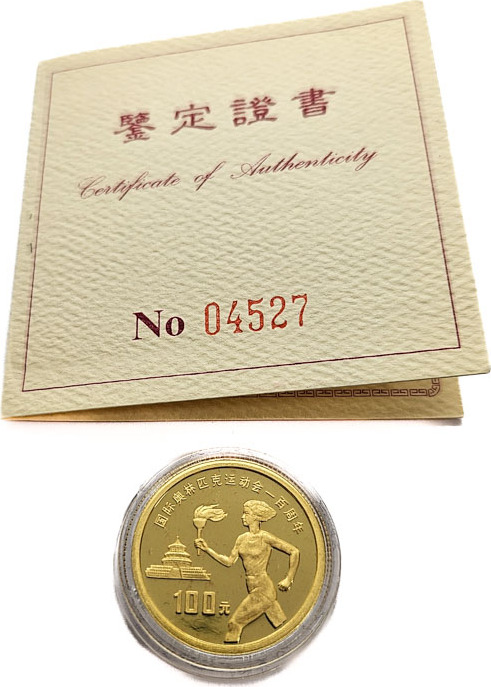 鑒定證書
Certificate of Authenticity
No 04527
国际奥林匹克运动会一百周年
100元